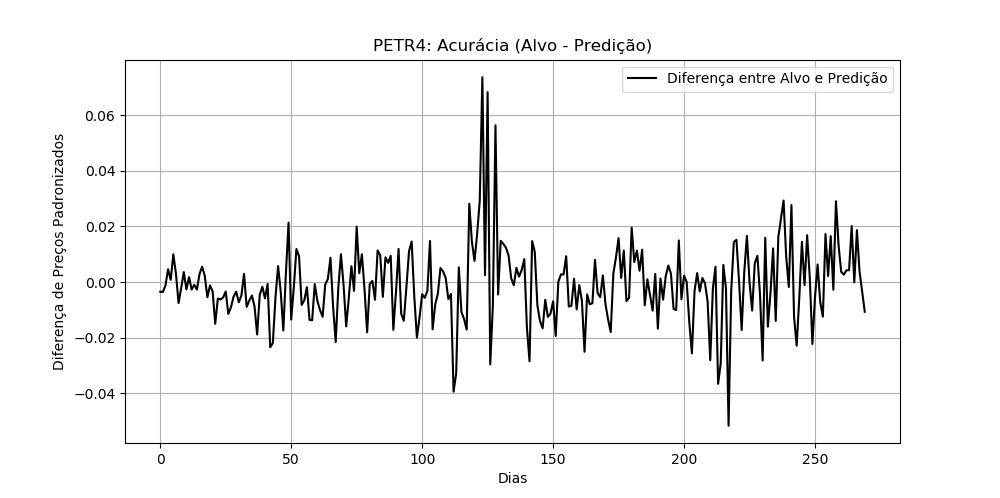 PETR4: Acurácia (Alvo - Predição)
Diferença entre Alvo e Predição
Diferença de Preços Padronizados
0.06
0.04
0.02
0.00
−0.02
−0.04
0 50 100 150 200 250
Dias